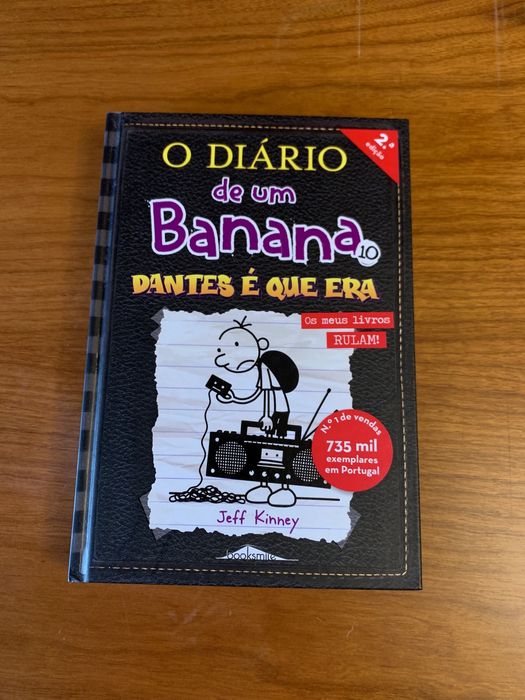 O DIÁRIO
de um
Banana
10
DANTES É QUE ERA
2.ª
edição
Os meus livros
RULAM!
N.º 1 de vendas
735 mil
exemplares
em Portugal
Jeff Kinney
booksmile